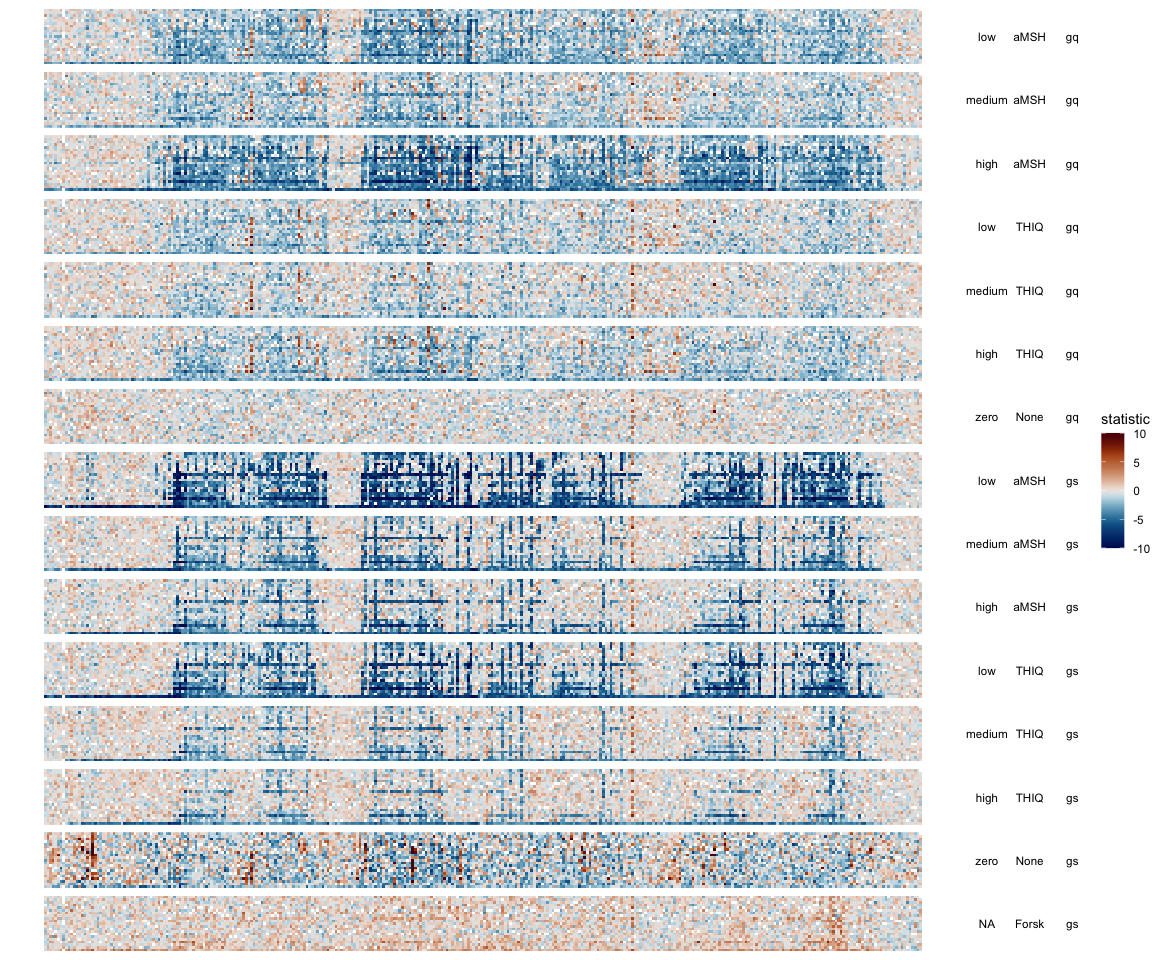 low aMSH gq
medium aMSH gq
high aMSH gq
low THIQ gq
medium THIQ gq
high THIQ gq
zero None gq
statistic
10
5
0
-5
-10
low aMSH gs
medium aMSH gs
high aMSH gs
low THIQ gs
medium THIQ gs
high THIQ gs
zero None gs
NA Forsk gs